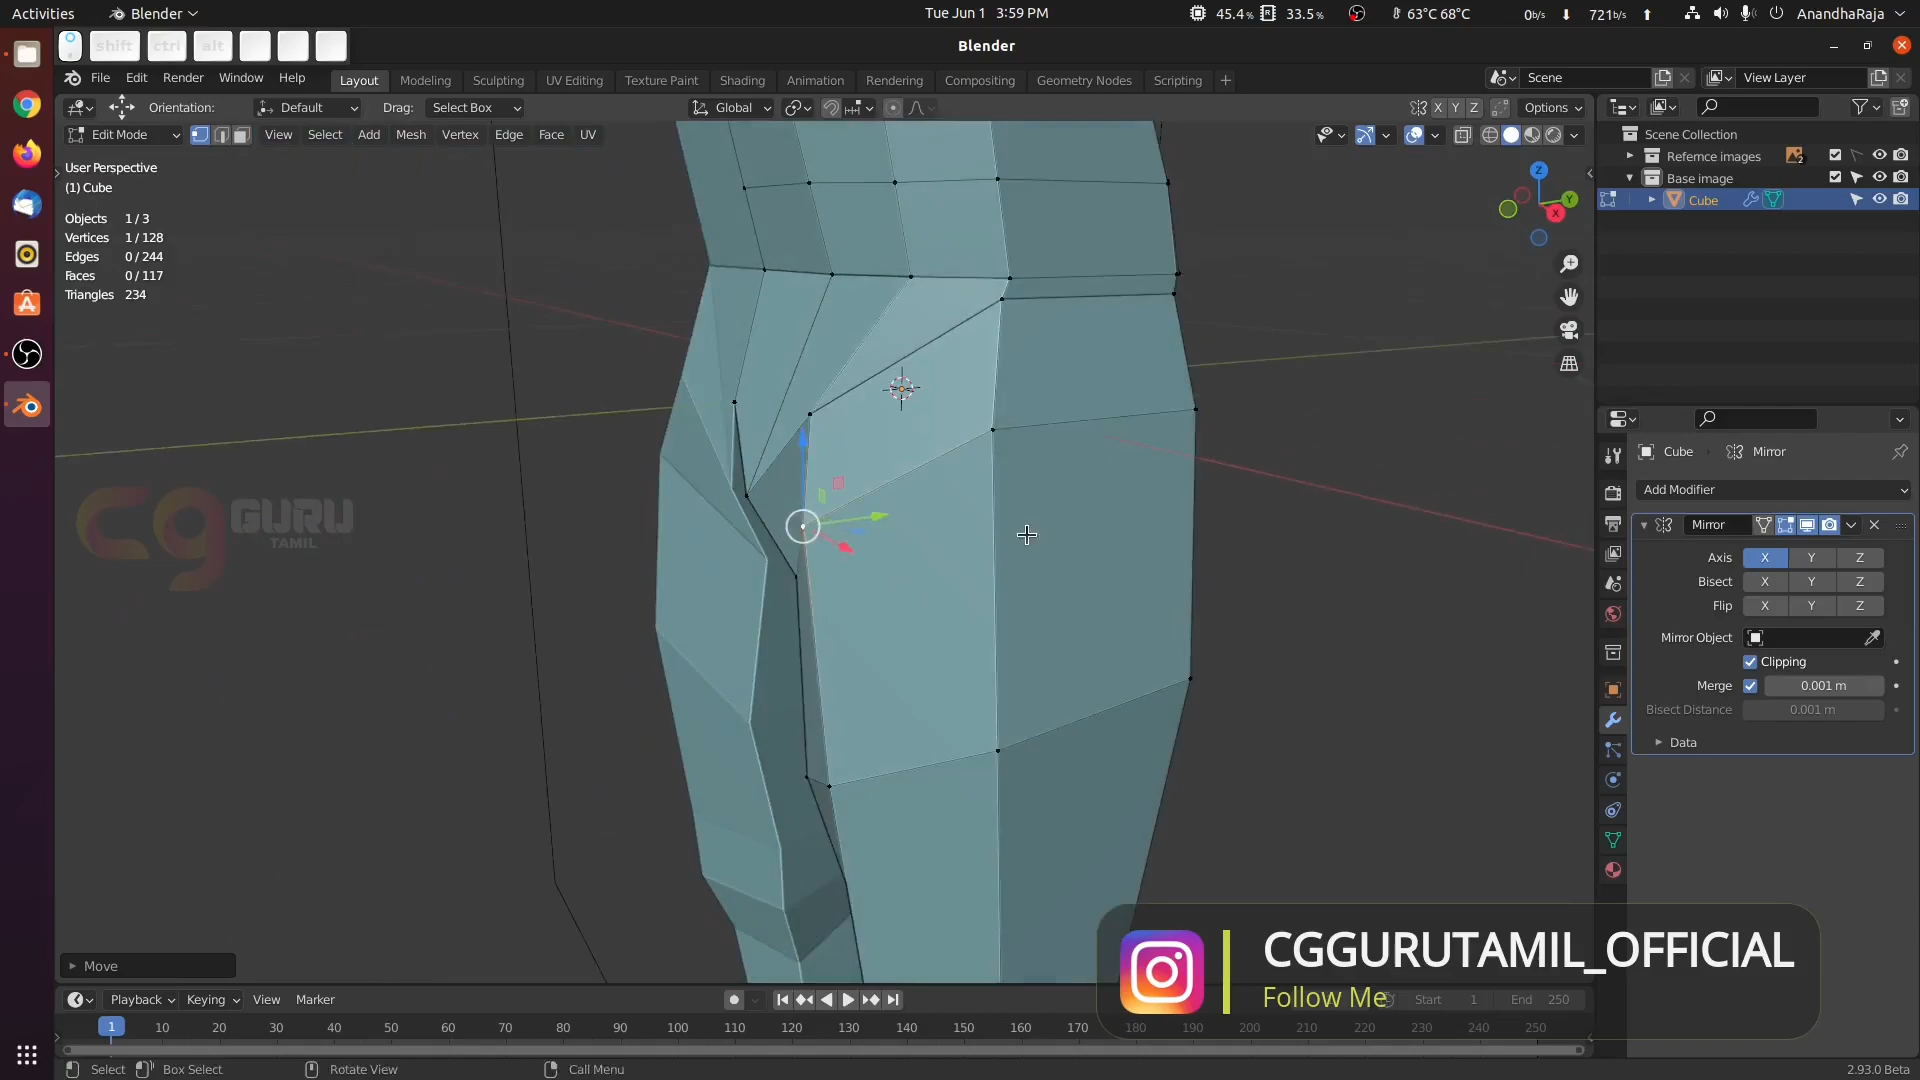 Activities
Blender
Tue Jun 1  3:59 PM
45.4%
33.5%
63°C 68°C
0b/s
721b/s
AnandhaRaja
shift
ctrl
alt
Blender
File
Edit
Render
Window
Help
Layout
Modeling
Sculpting
UV Editing
Texture Paint
Shading
Animation
Rendering
Compositing
Geometry Nodes
Scripting
+
Scene
View Layer
Orientation:
Default
Drag:
Select Box
Global
X Y Z
Options
Edit Mode
View
Select
Add
Mesh
Vertex
Edge
Face
UV
User Perspective
(1) Cube
Objects 1/3
Vertices 1/128
Edges 0/244
Faces 0/117
Triangles 234
Z
Y
X
Scene Collection
Refernce images
2
Base image
Cube
Cube
Mirror
Add Modifier
Mirror
Axis X Y Z
Bisect X Y Z
Flip X Y Z
Mirror Object
Clipping
Merge 0.001 m
Bisect Distance 0.001 m
Data
cg GURU
TAMIL
Move
CGGURUTAMIL_OFFICIAL
Follow Me
Playback
Keying
View
Marker
Start 1
End 250
1 10 20 30 40 50 60 70 80 90 100 110 120 130 140 150 160 170 180 190 200 210 220 230 240 250
Select
Box Select
Rotate View
Call Menu
2.93.0 Beta